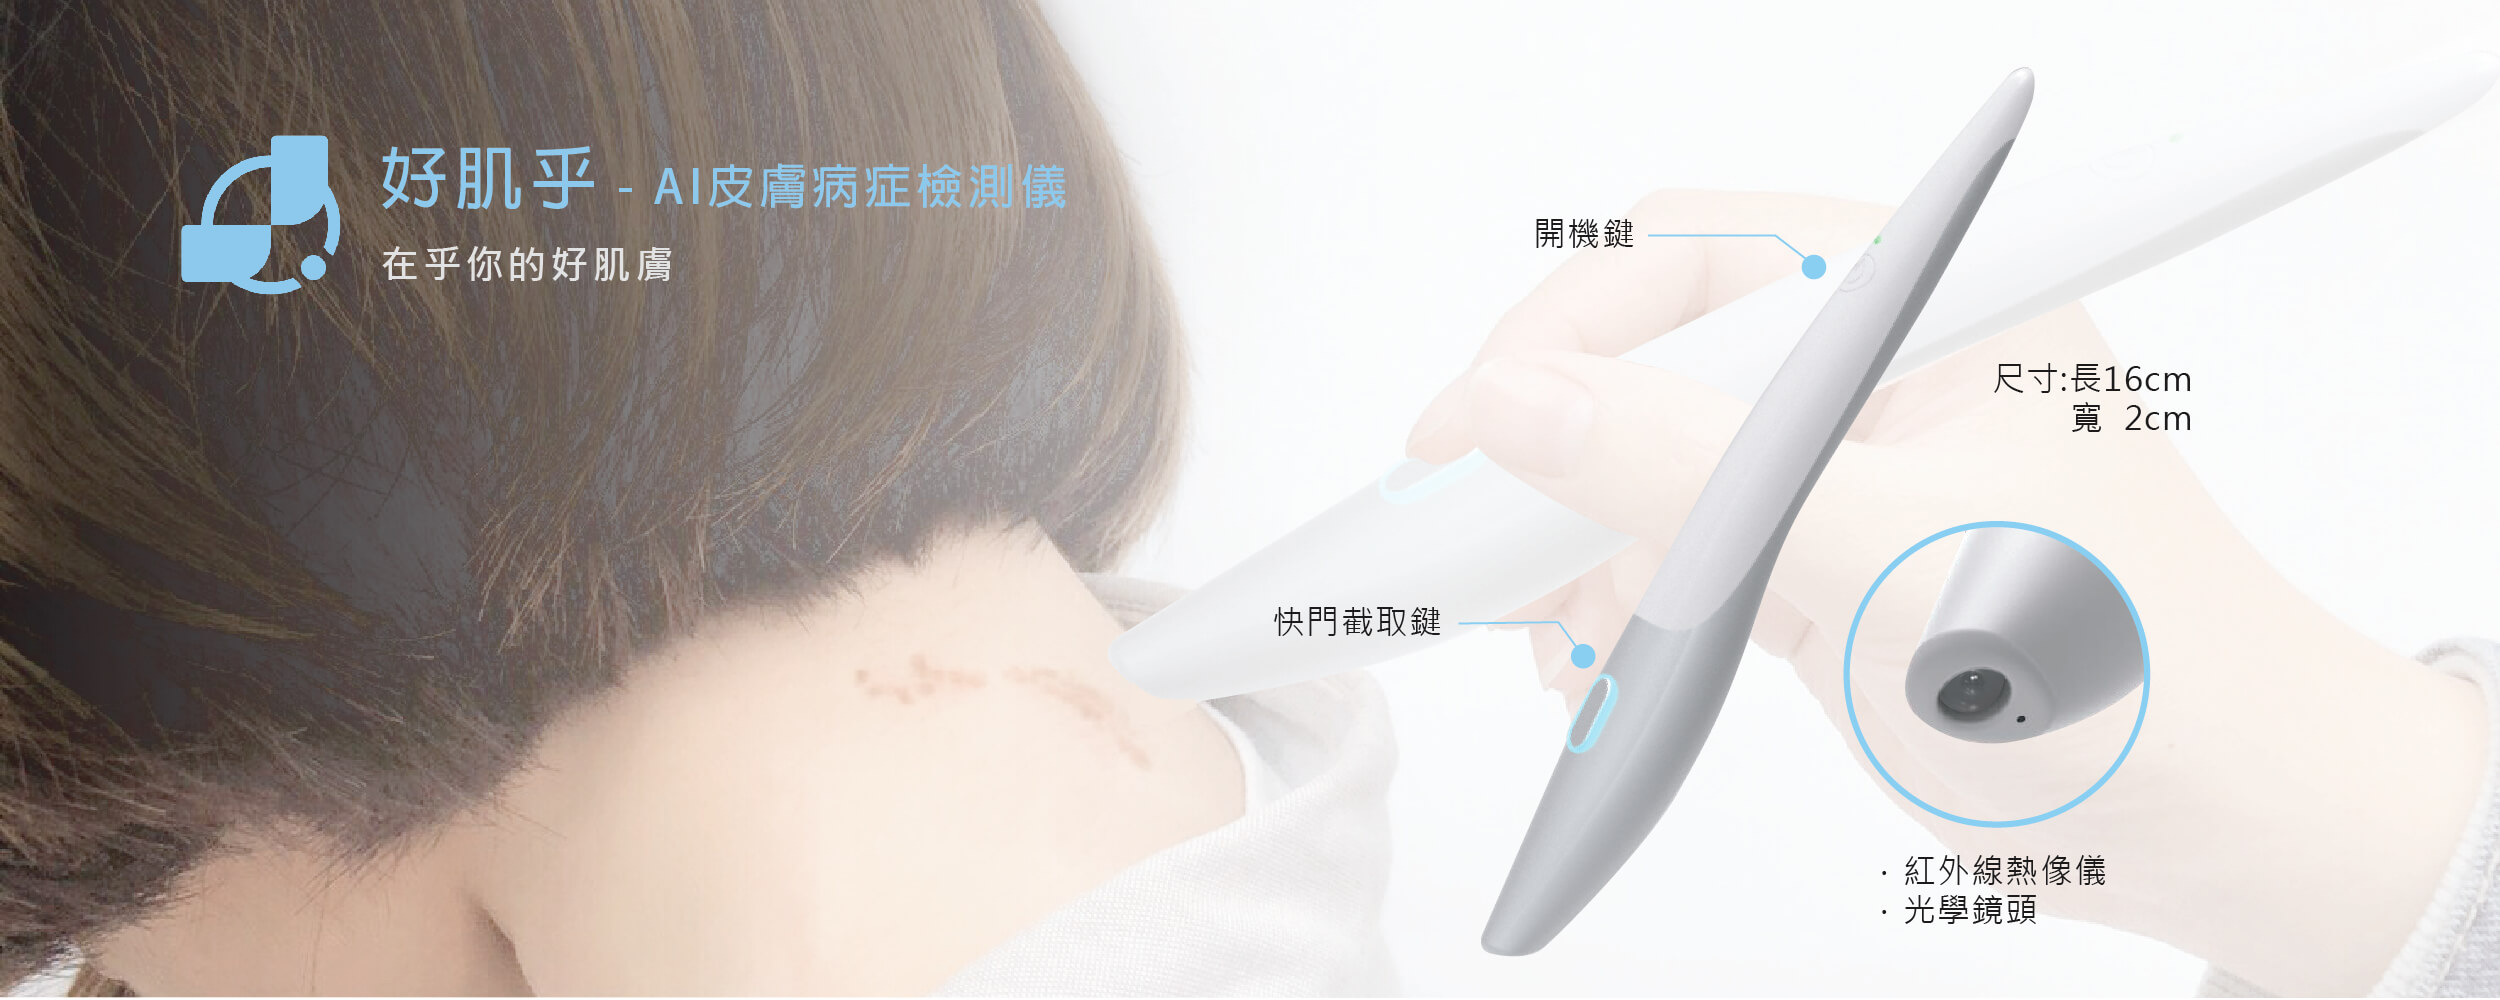 好肌乎 - AI皮膚病症檢測儀
在乎你的好肌膚
開機鍵
尺寸:長16cm
寬 2cm
快門截取鍵
· 紅外線熱像儀
· 光學鏡頭